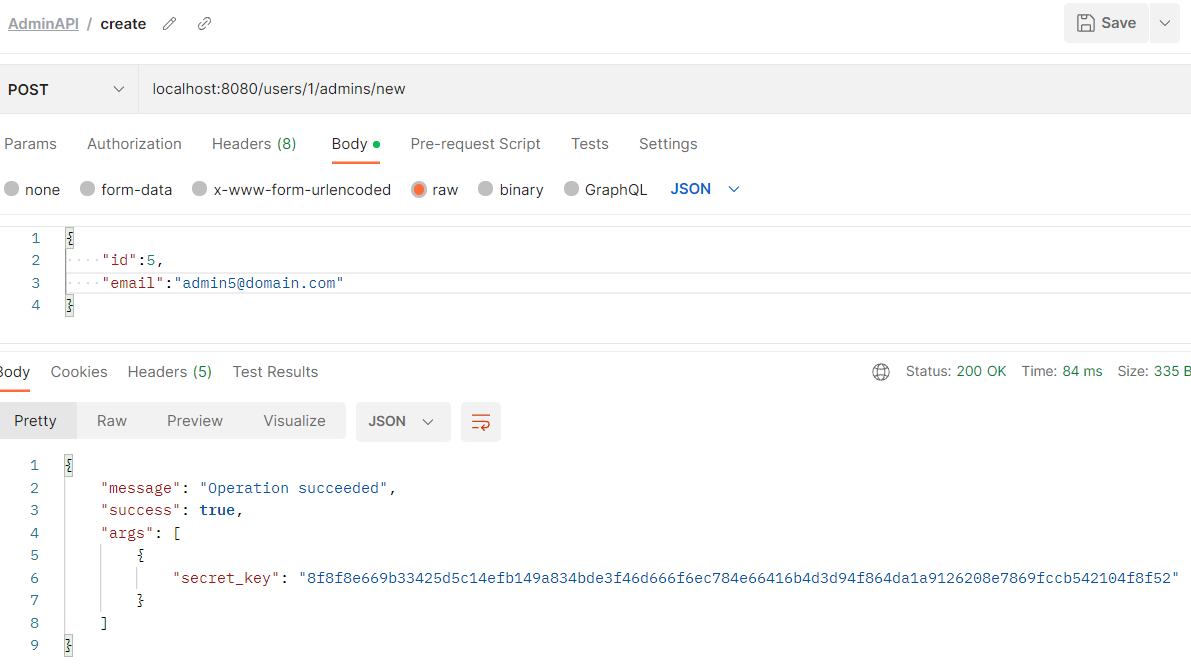 AdminAPI / create Save
POST localhost:8080/users/1/admins/new
Params Authorization Headers (8) Body Pre-request Script Tests Settings
none form-data x-www-form-urlencoded raw binary GraphQL JSON
1 {
2 "id":5,
3 "email":"admin5@domain.com"
4 }
Body Cookies Headers (5) Test Results Status: 200 OK Time: 84 ms Size: 335 B
Pretty Raw Preview Visualize JSON
1 {
2 "message": "Operation succeeded",
3 "success": true,
4 "args": [
5 {
6 "secret_key": "8f8f8e669b33425d5c14efb149a834bde3f46d666f6ec784e66416b4d3d94f864da1a9126208e7869fccb542104f8f52"
7 }
8 ]
9 }